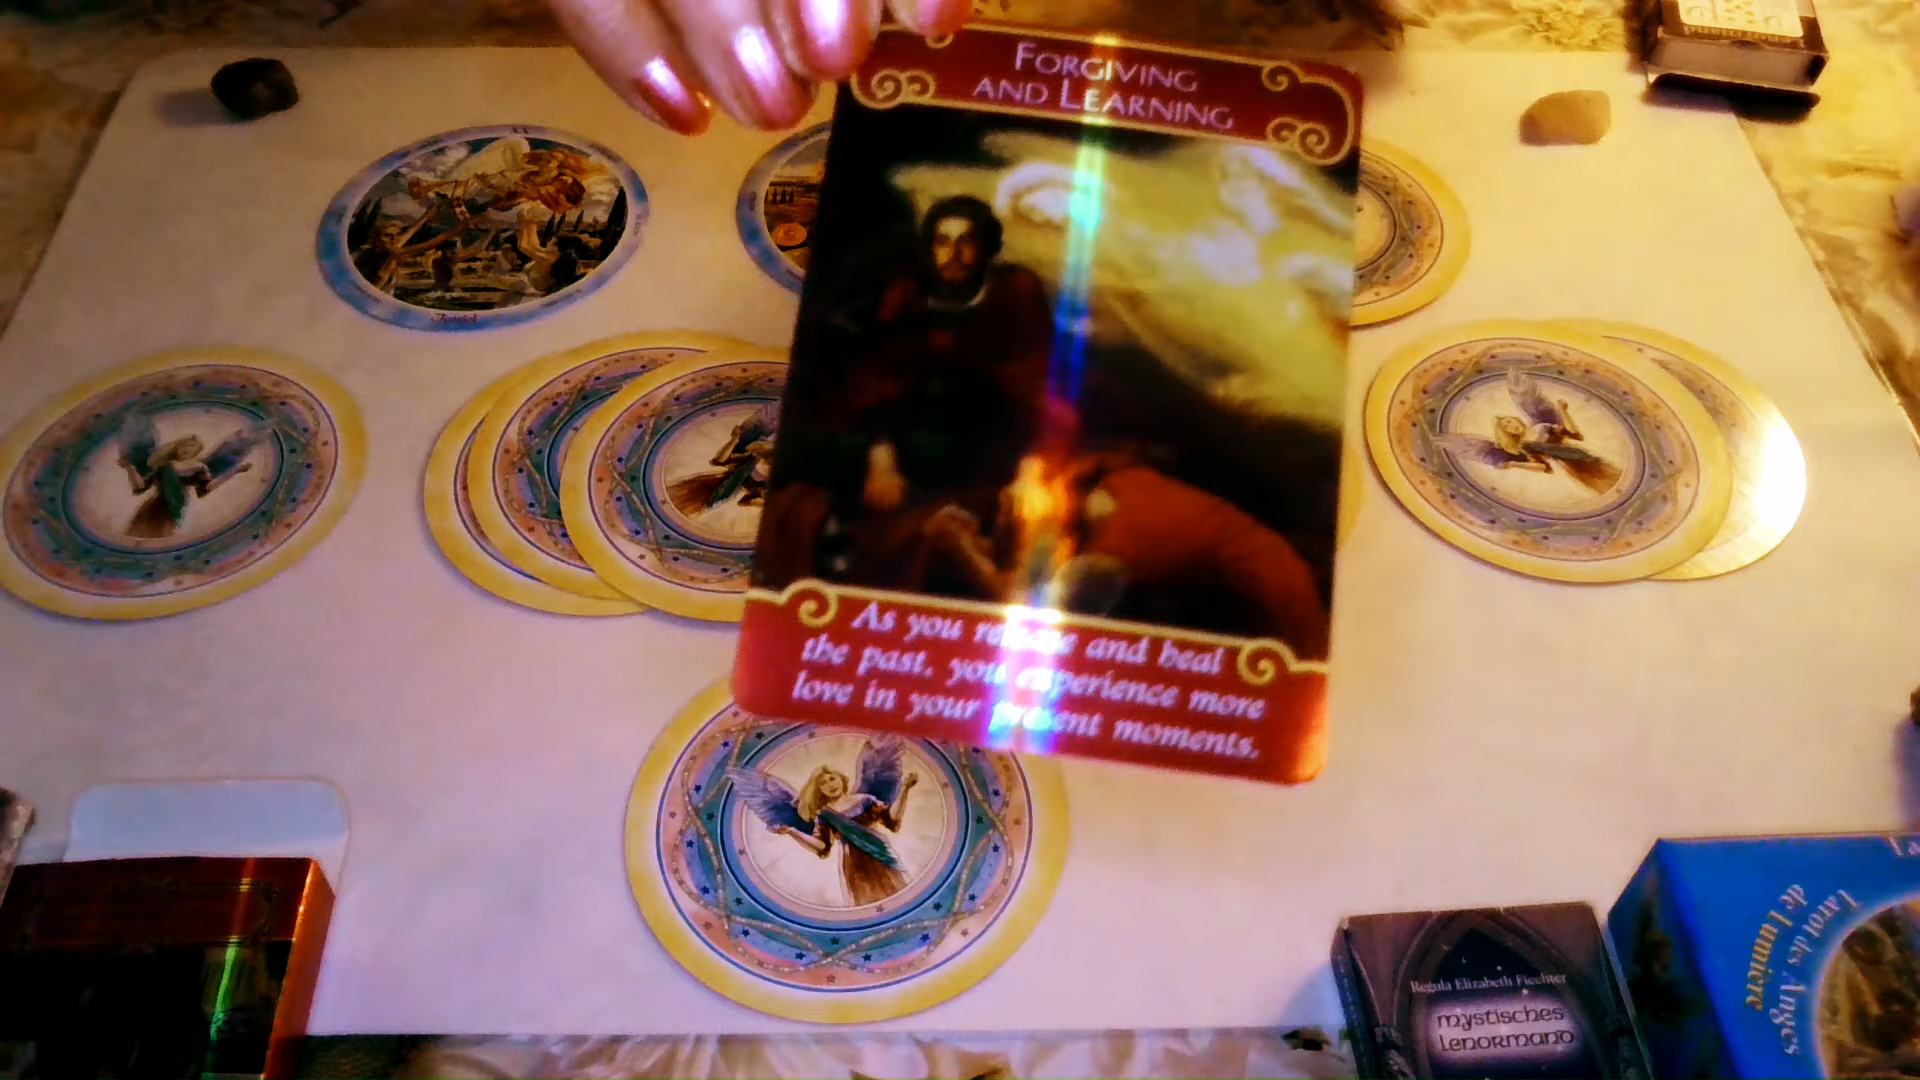 FORGIVING
AND LEARNING
As you release and heal
the past, you experience more
love in your present moments.
Regula Elizabeth Fiechter
mystisches
Lenormand
Tarot des Anges
de Lumière